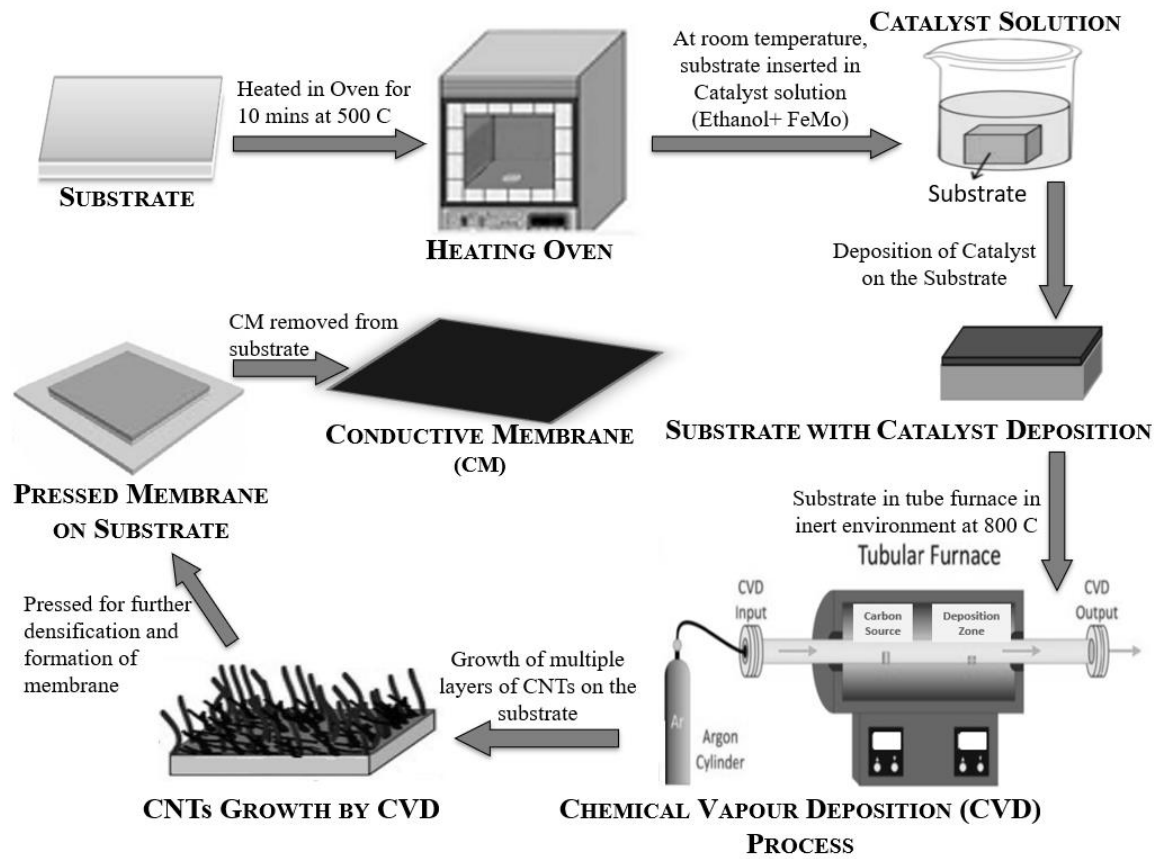 Heated in Oven for
10 mins at 500 C
SUBSTRATE
HEATING OVEN
At room temperature,
substrate inserted in
Catalyst solution
(Ethanol+ FeMo)
CATALYST SOLUTION
Substrate
Deposition of Catalyst
on the Substrate
SUBSTRATE WITH CATALYST DEPOSITION
Substrate in tube furnace in
inert environment at 800 C
Tubular Furnace
CVD
Input
Carbon
Source
Deposition
Zone
CVD
Output
Ar
Argon
Cylinder
CHEMICAL VAPOUR DEPOSITION (CVD)
PROCESS
Growth of multiple
layers of CNTs on the
substrate
CNTS GROWTH BY CVD
Pressed for further
densification and
formation of
membrane
PRESSED MEMBRANE
ON SUBSTRATE
CM removed from
substrate
CONDUCTIVE MEMBRANE
(CM)